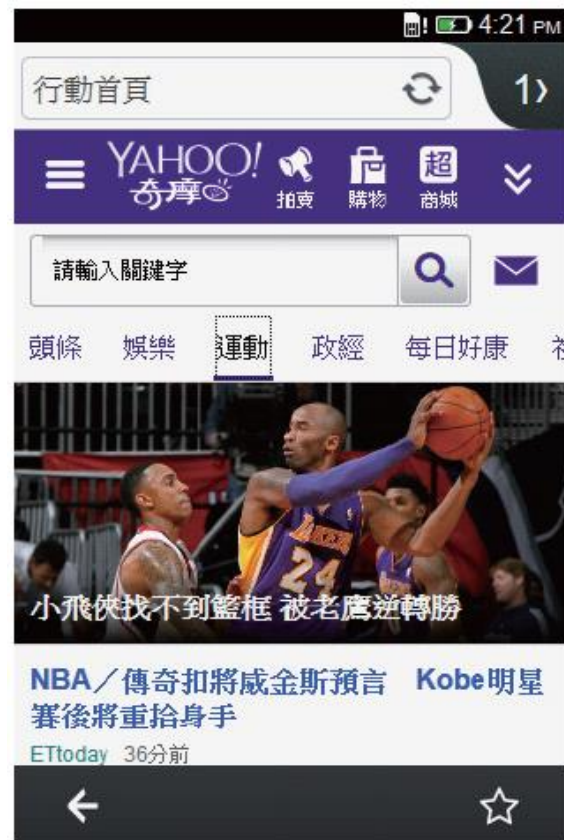 4:21 PM
行動首頁
1
YAHOO!
奇摩
拍賣
購物
超
商城
請輸入關鍵字
頭條 娛樂 運動 政經 每日好康
小飛俠找不到籃框 被老鷹逆轉勝
LAKERS
24
NBA／傳奇扣將威金斯預言 Kobe明星
賽後將重拾身手
ETtoday 36分前